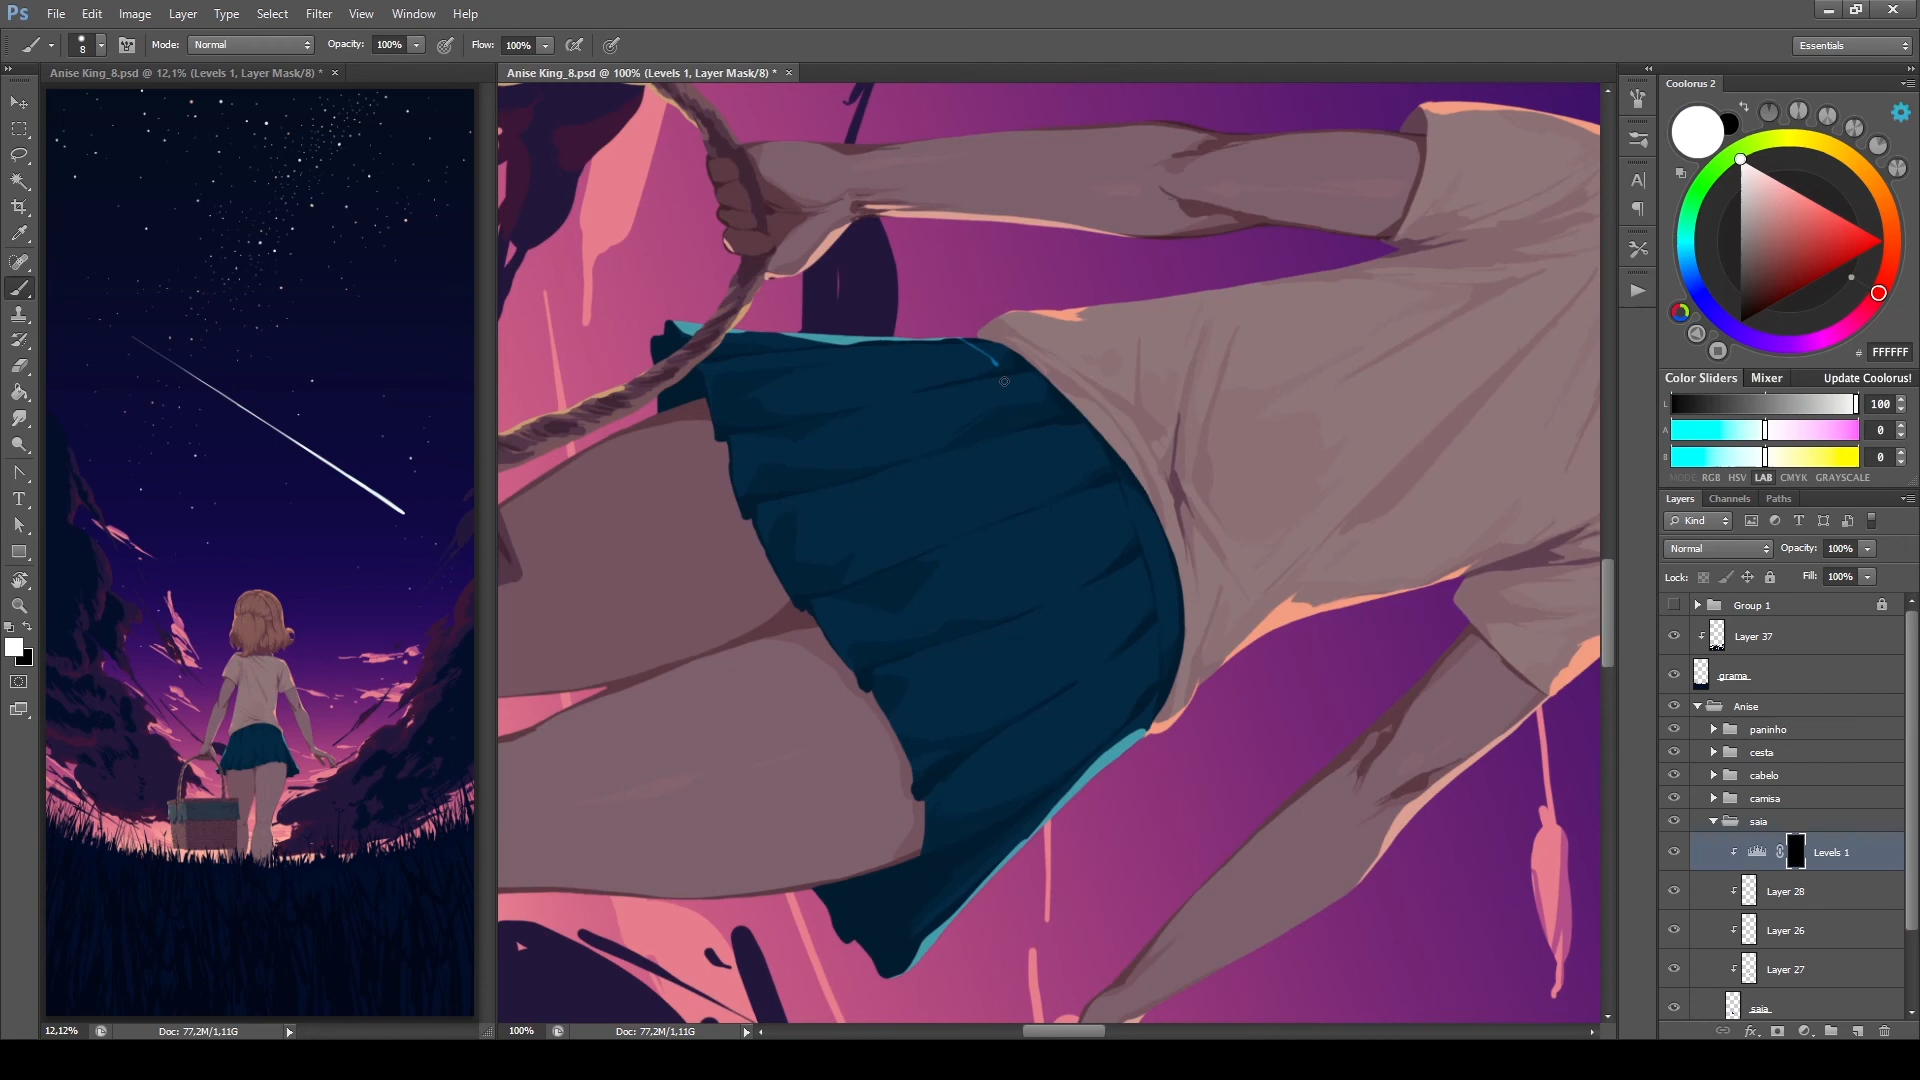 Ps File Edit Image Layer Type Select Filter View Window Help
8 Mode: Normal Opacity: 100% Flow: 100% Essentials
Anise King_8.psd @ 12,1% (Levels 1, Layer Mask/8) * × Anise King_8.psd @ 100% (Levels 1, Layer Mask/8) * ×
Coolorus 2
# FFFFFF
Color Sliders Mixer Update Coolorus!
L 100
A 0
B 0
MODE RGB HSV LAB CMYK GRAYSCALE
Layers Channels Paths
Kind
Normal Opacity: 100%
Lock: Fill: 100%
Group 1
Layer 37
grama
Anise
paninho
cesta
cabelo
camisa
saia
Levels 1
Layer 28
Layer 26
Layer 27
saia
12,12% Doc: 77,2M/1,11G 100% Doc: 77,2M/1,11G
fx